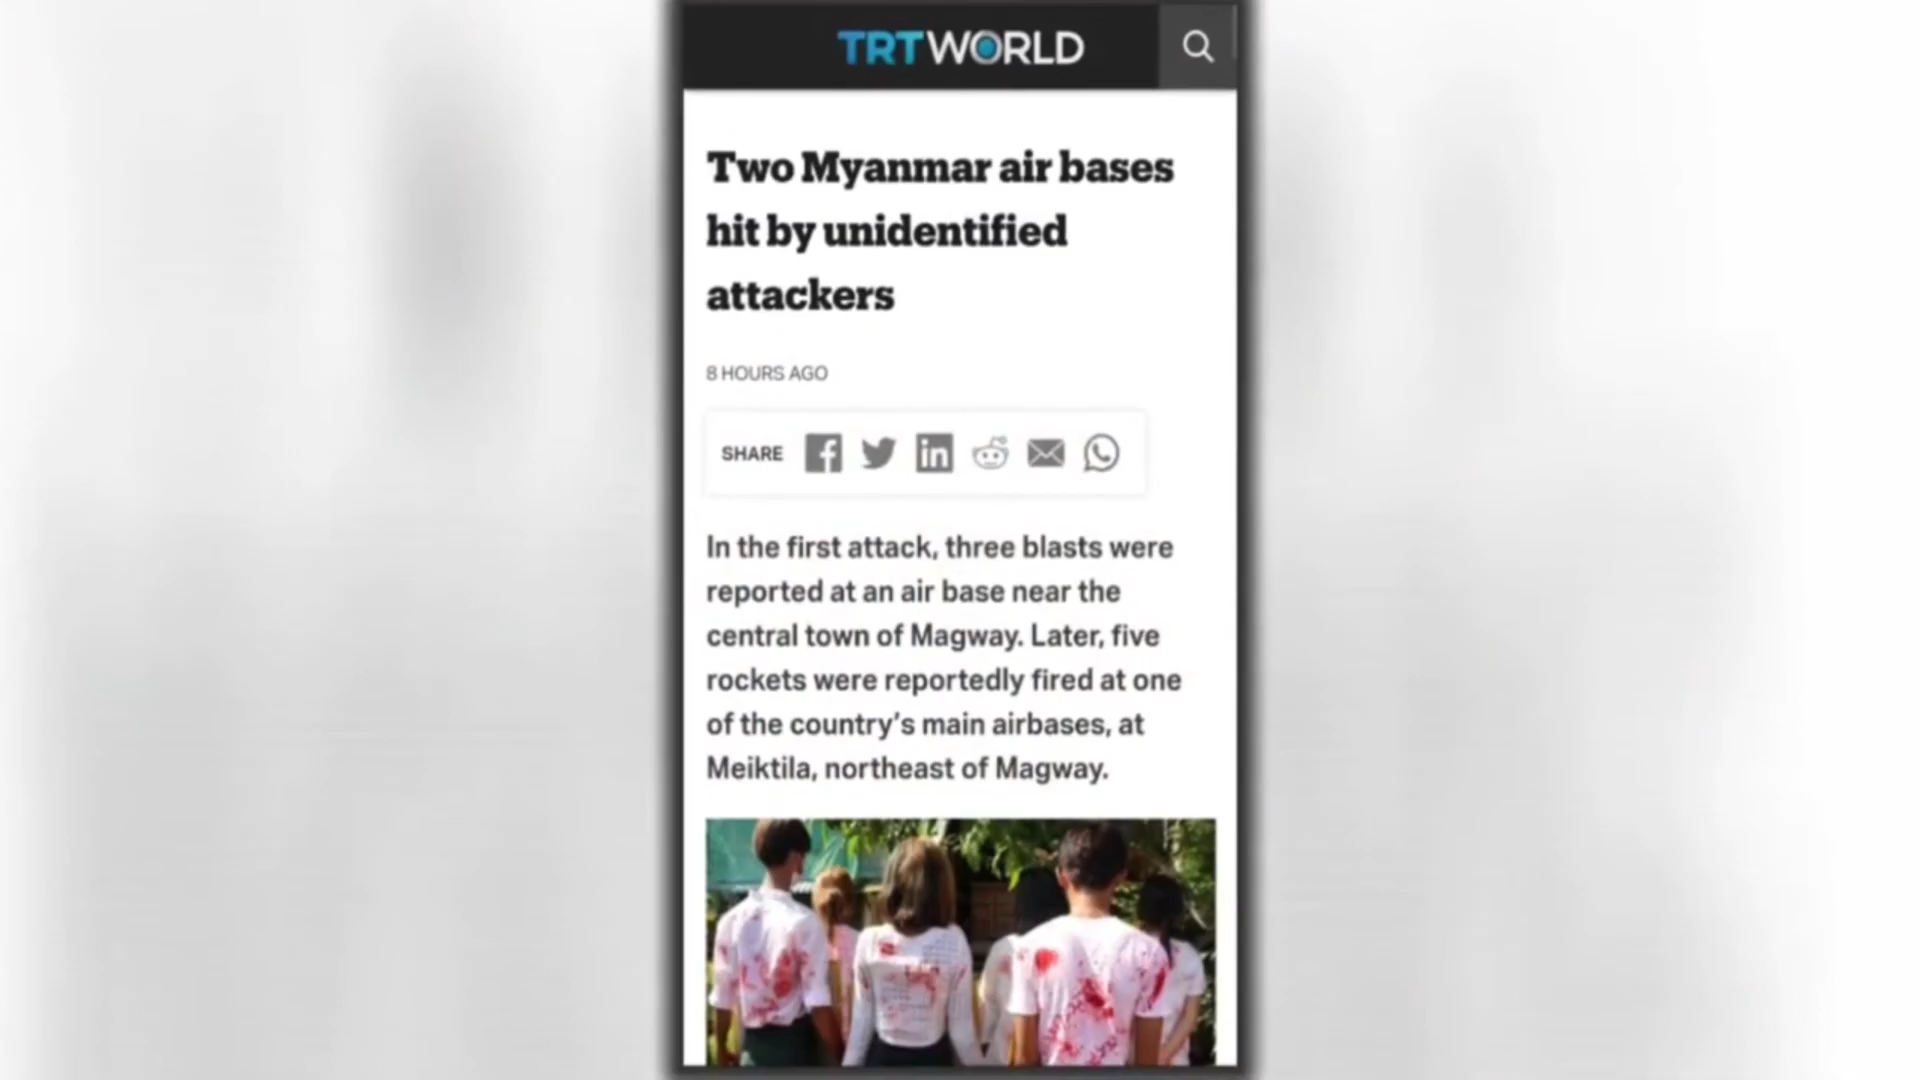 TRT WORLD
Two Myanmar air bases
hit by unidentified
attackers
8 HOURS AGO
SHARE
In the first attack, three blasts were
reported at an air base near the
central town of Magway. Later, five
rockets were reportedly fired at one
of the country's main airbases, at
Meiktila, northeast of Magway.